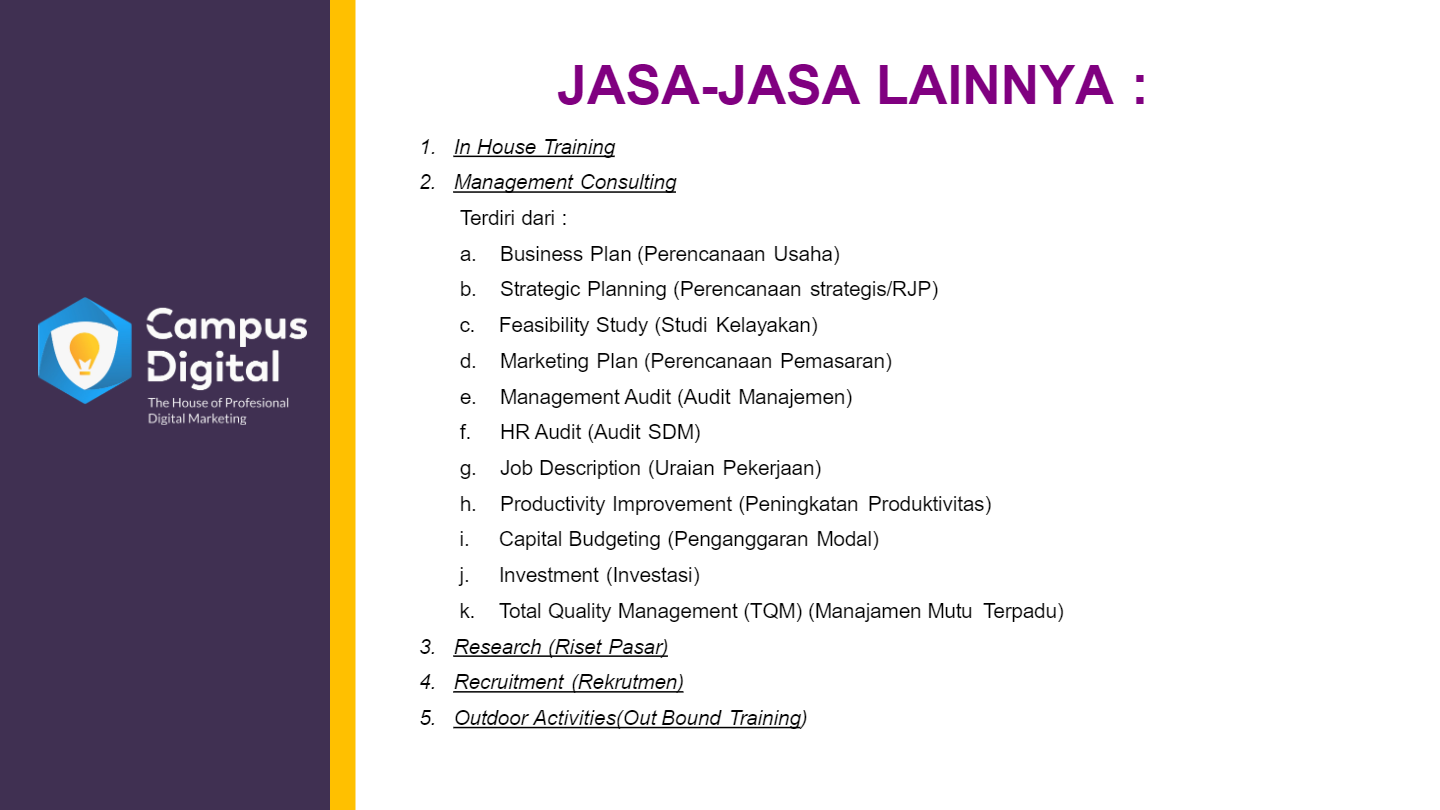 Campus
Digital
The House of Profesional
Digital Marketing
JASA-JASA LAINNYA :
1. In House Training
2. Management Consulting
Terdiri dari :
a. Business Plan (Perencanaan Usaha)
b. Strategic Planning (Perencanaan strategis/RJP)
c. Feasibility Study (Studi Kelayakan)
d. Marketing Plan (Perencanaan Pemasaran)
e. Management Audit (Audit Manajemen)
f. HR Audit (Audit SDM)
g. Job Description (Uraian Pekerjaan)
h. Productivity Improvement (Peningkatan Produktivitas)
i. Capital Budgeting (Penganggaran Modal)
j. Investment (Investasi)
k. Total Quality Management (TQM) (Manajamen Mutu Terpadu)
3. Research (Riset Pasar)
4. Recruitment (Rekrutmen)
5. Outdoor Activities(Out Bound Training)